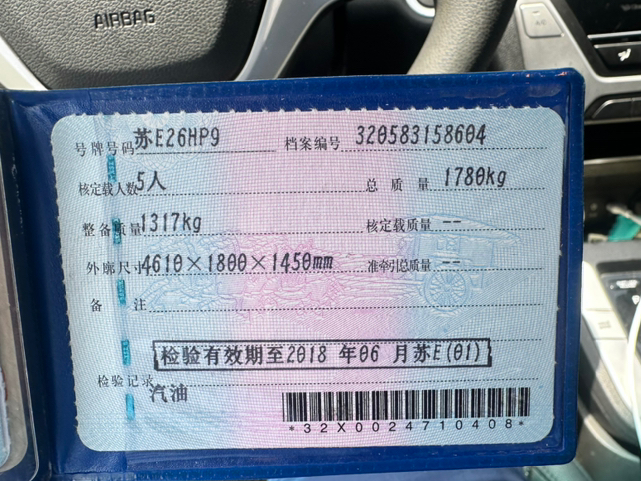 AIRBAG
号牌号码 苏E26HP9 档案编号 320583158604
核定载人数 5人 总质量 1780kg
整备质量 1317kg 核定载质量 --
外廓尺寸 4610×1800×1450mm 准牵引总质量 --
备注
检验有效期至2018 年06 月苏E(01)
检验记录
汽油
*32X0024710408*